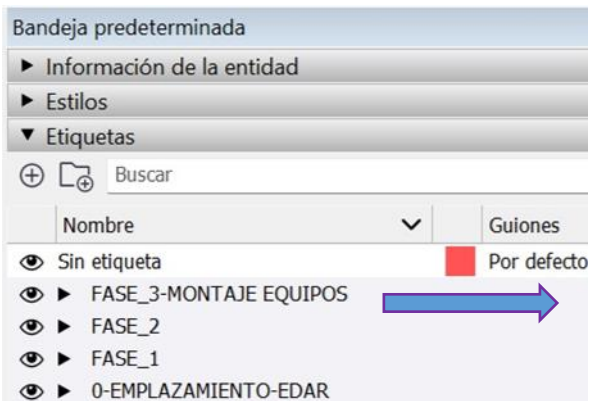 Bandeja predeterminada
Información de la entidad
Estilos
Etiquetas
Buscar
Nombre Guiones
Sin etiqueta Por defecto
FASE_3-MONTAJE EQUIPOS
FASE_2
FASE_1
0-EMPLAZAMIENTO-EDAR